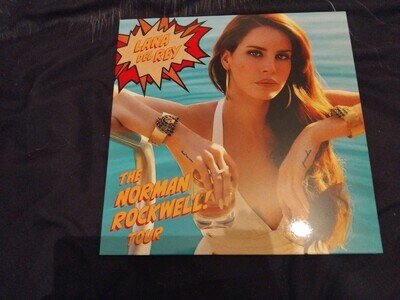 LANA
DEL REY
THE
NORMAN
ROCKWELL!
TOUR